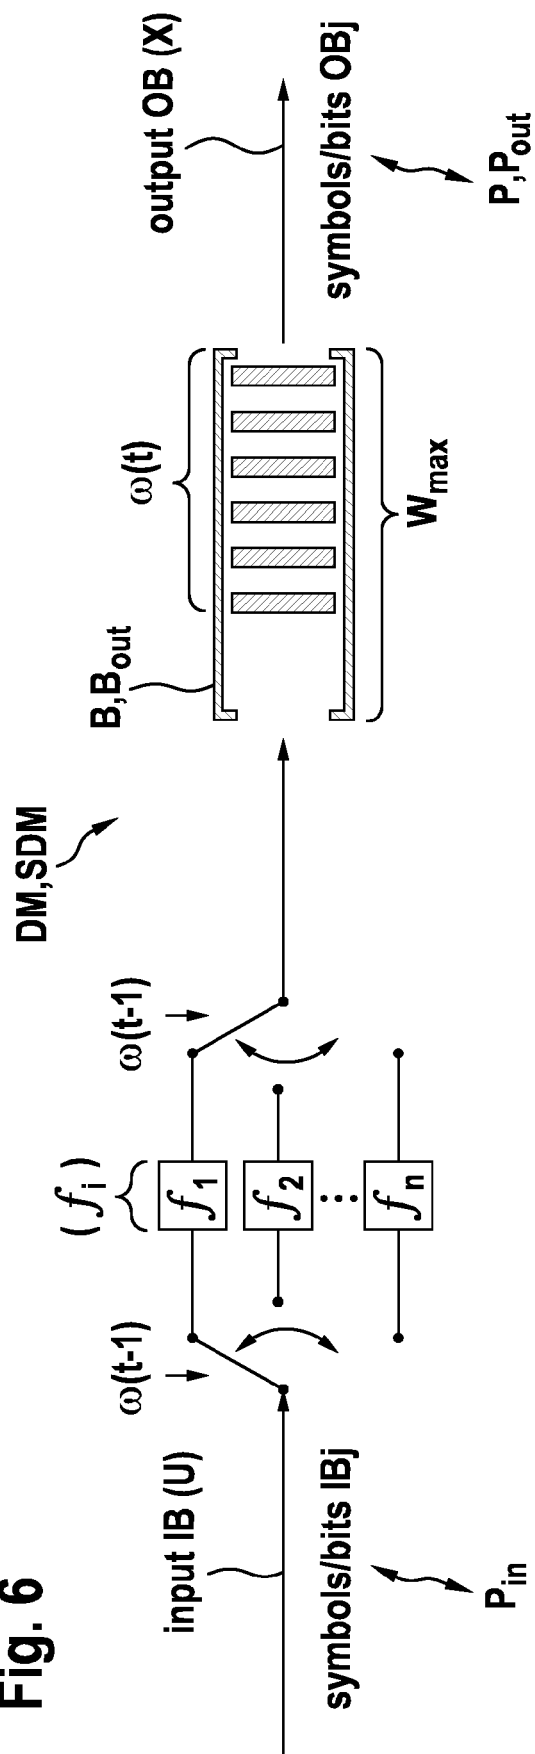 Fig. 6
input IB (U)
symbols/bits IBj
P_in
ω(t-1)
(f_i)
f_1
f_2
...
f_n
ω(t-1)
DM,SDM
B,B_out
ω(t)
W_max
output OB (X)
symbols/bits OBj
P,P_out